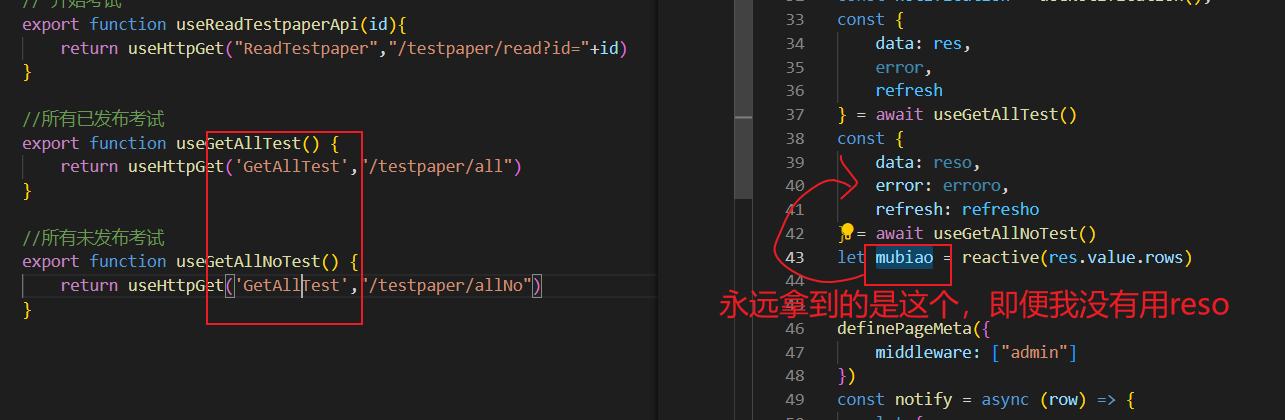 // 开始考试
export function useReadTestpaperApi(id){
return useHttpGet("ReadTestpaper","/testpaper/read?id="+id)
}
//所有已发布考试
export function useGetAllTest() {
return useHttpGet('GetAllTest',"/testpaper/all")
}
//所有未发布考试
export function useGetAllNoTest() {
return useHttpGet('GetAllTest',"/testpaper/allNo")
}
33 const {
34 data: res,
35 error,
36 refresh
37 } = await useGetAllTest()
38 const {
39 data: reso,
40 error: erroro,
41 refresh: refresho
42 } = await useGetAllNoTest()
43 let mubiao = reactive(res.value.rows)
44
永远拿到的是这个，即便我没有用reso
46 definePageMeta({
47 middleware: ["admin"]
48 })
49 const notify = async (row) => {